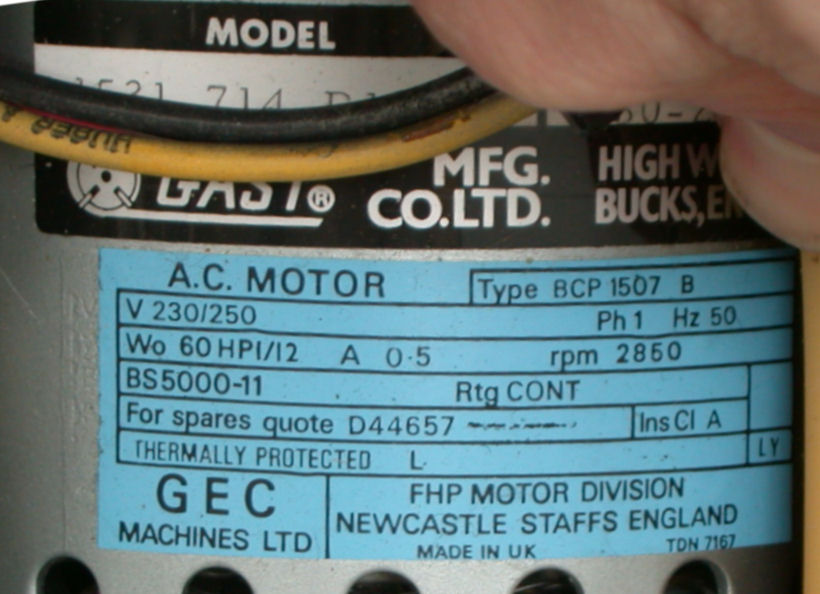 MODEL
714
GAST® MFG. CO.LTD. HIGH
BUCKS,
A.C. MOTOR Type BCP 1507 B
V 230/250 Ph 1 Hz 50
Wo 60 HP1/12 A 0·5 rpm 2850
BS5000-11 Rtg CONT
For spares quote D44657 Ins Cl A
THERMALLY PROTECTED L. LY
GEC FHP MOTOR DIVISION
MACHINES LTD NEWCASTLE STAFFS ENGLAND
MADE IN UK TDN 7167